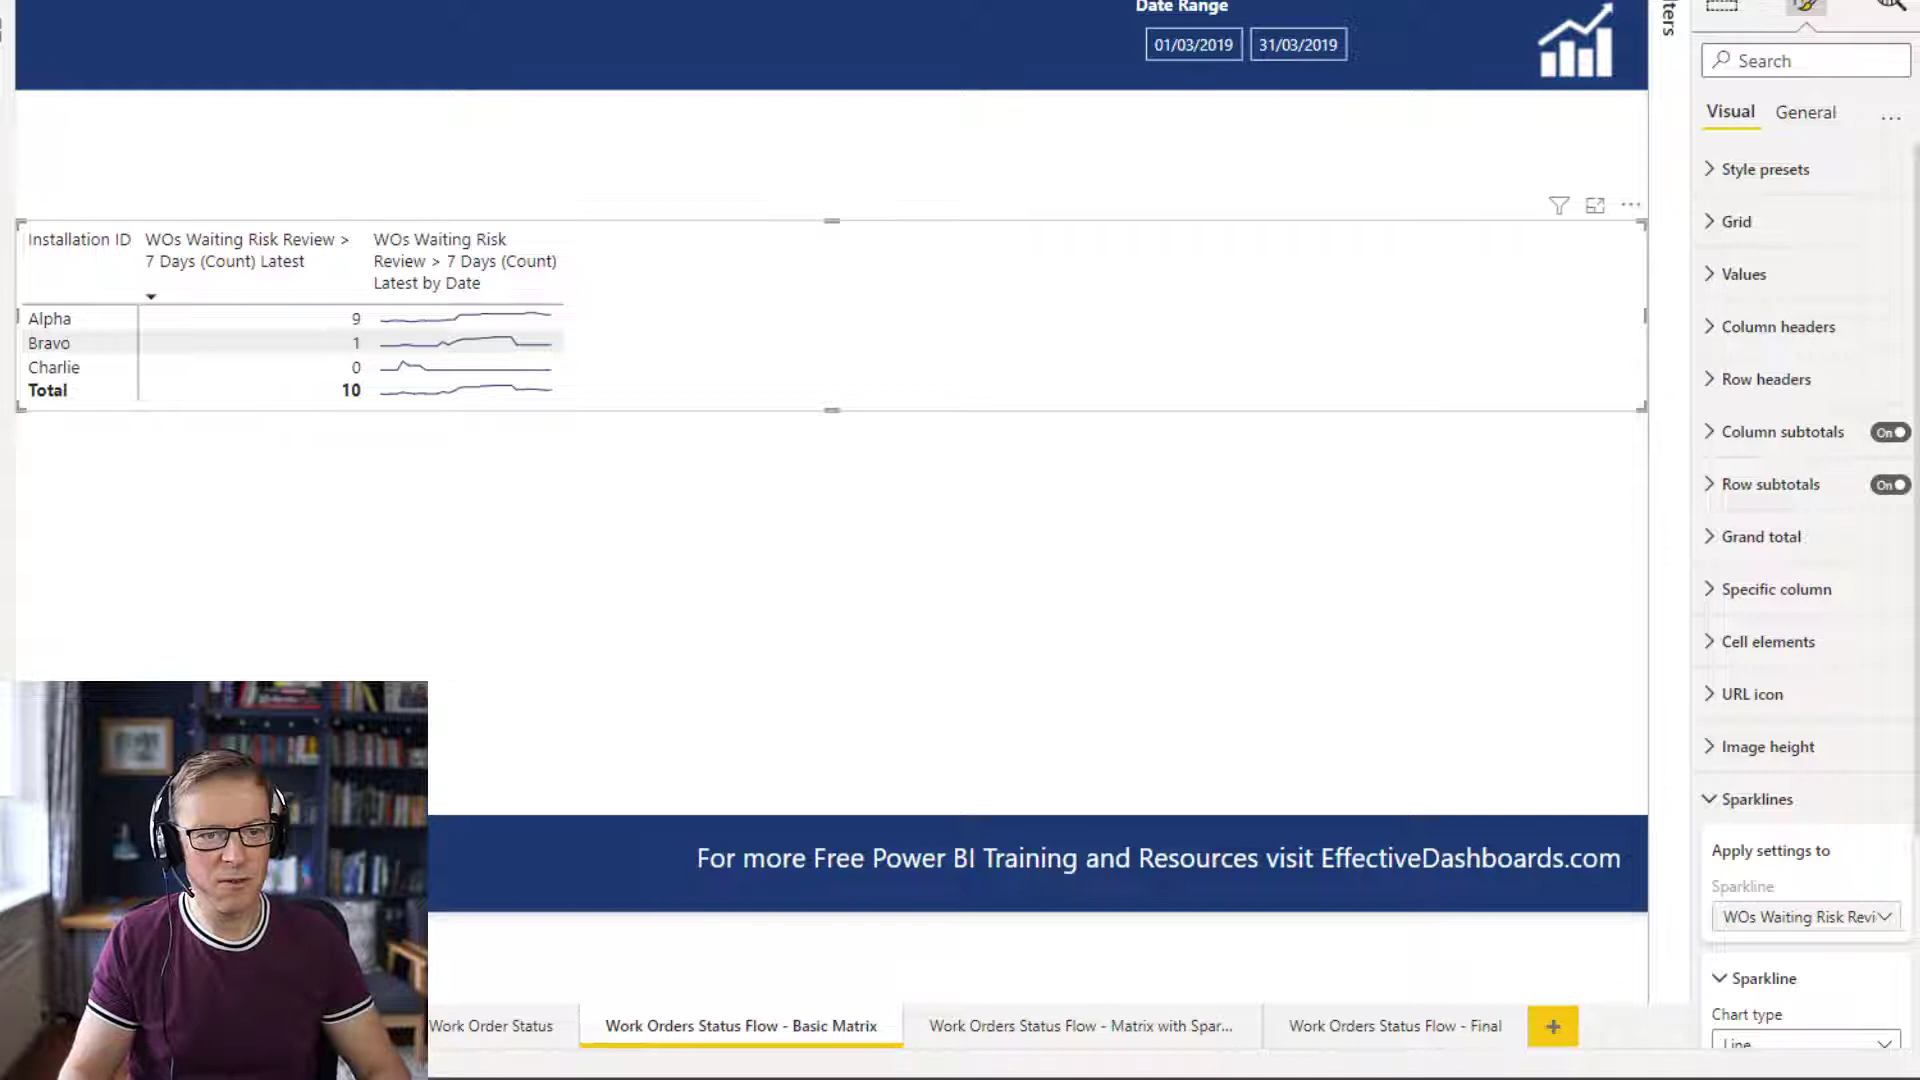 Date Range
01/03/2019 31/03/2019
Search
Visual General
Style presets
Grid
Values
Column headers
Row headers
Column subtotals On
Row subtotals On
Grand total
Specific column
Cell elements
URL icon
Image height
Sparklines
Apply settings to
Sparkline
WOs Waiting Risk Revi
Sparkline
Chart type
Line
Installation ID WOs Waiting Risk Review > WOs Waiting Risk
7 Days (Count) Latest Review > 7 Days (Count)
Latest by Date
Alpha 9
Bravo 1
Charlie 0
Total 10
For more Free Power BI Training and Resources visit EffectiveDashboards.com
Work Order Status Work Orders Status Flow - Basic Matrix Work Orders Status Flow - Matrix with Spar... Work Orders Status Flow - Final